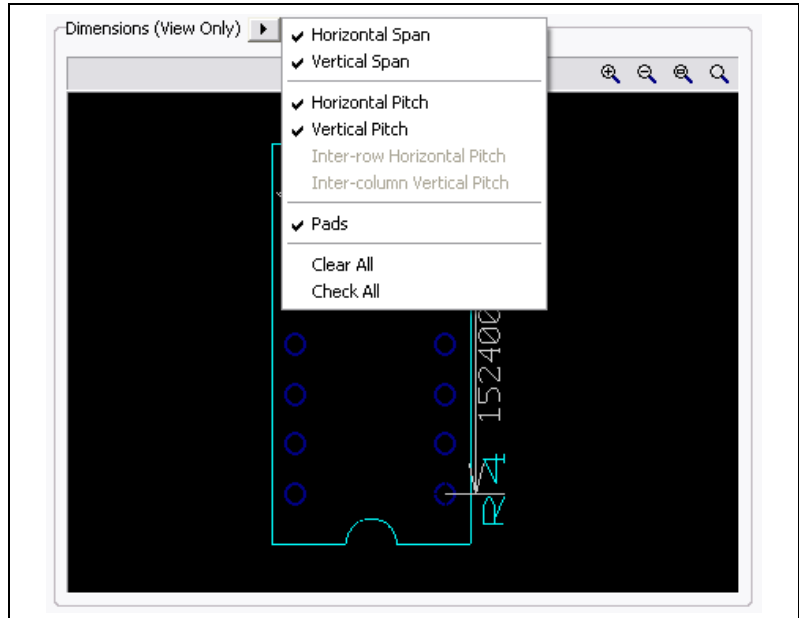 Dimensions (View Only)
Horizontal Span
Vertical Span
Horizontal Pitch
Vertical Pitch
Inter-row Horizontal Pitch
Inter-column Vertical Pitch
Pads
Clear All
Check All
152400
R4